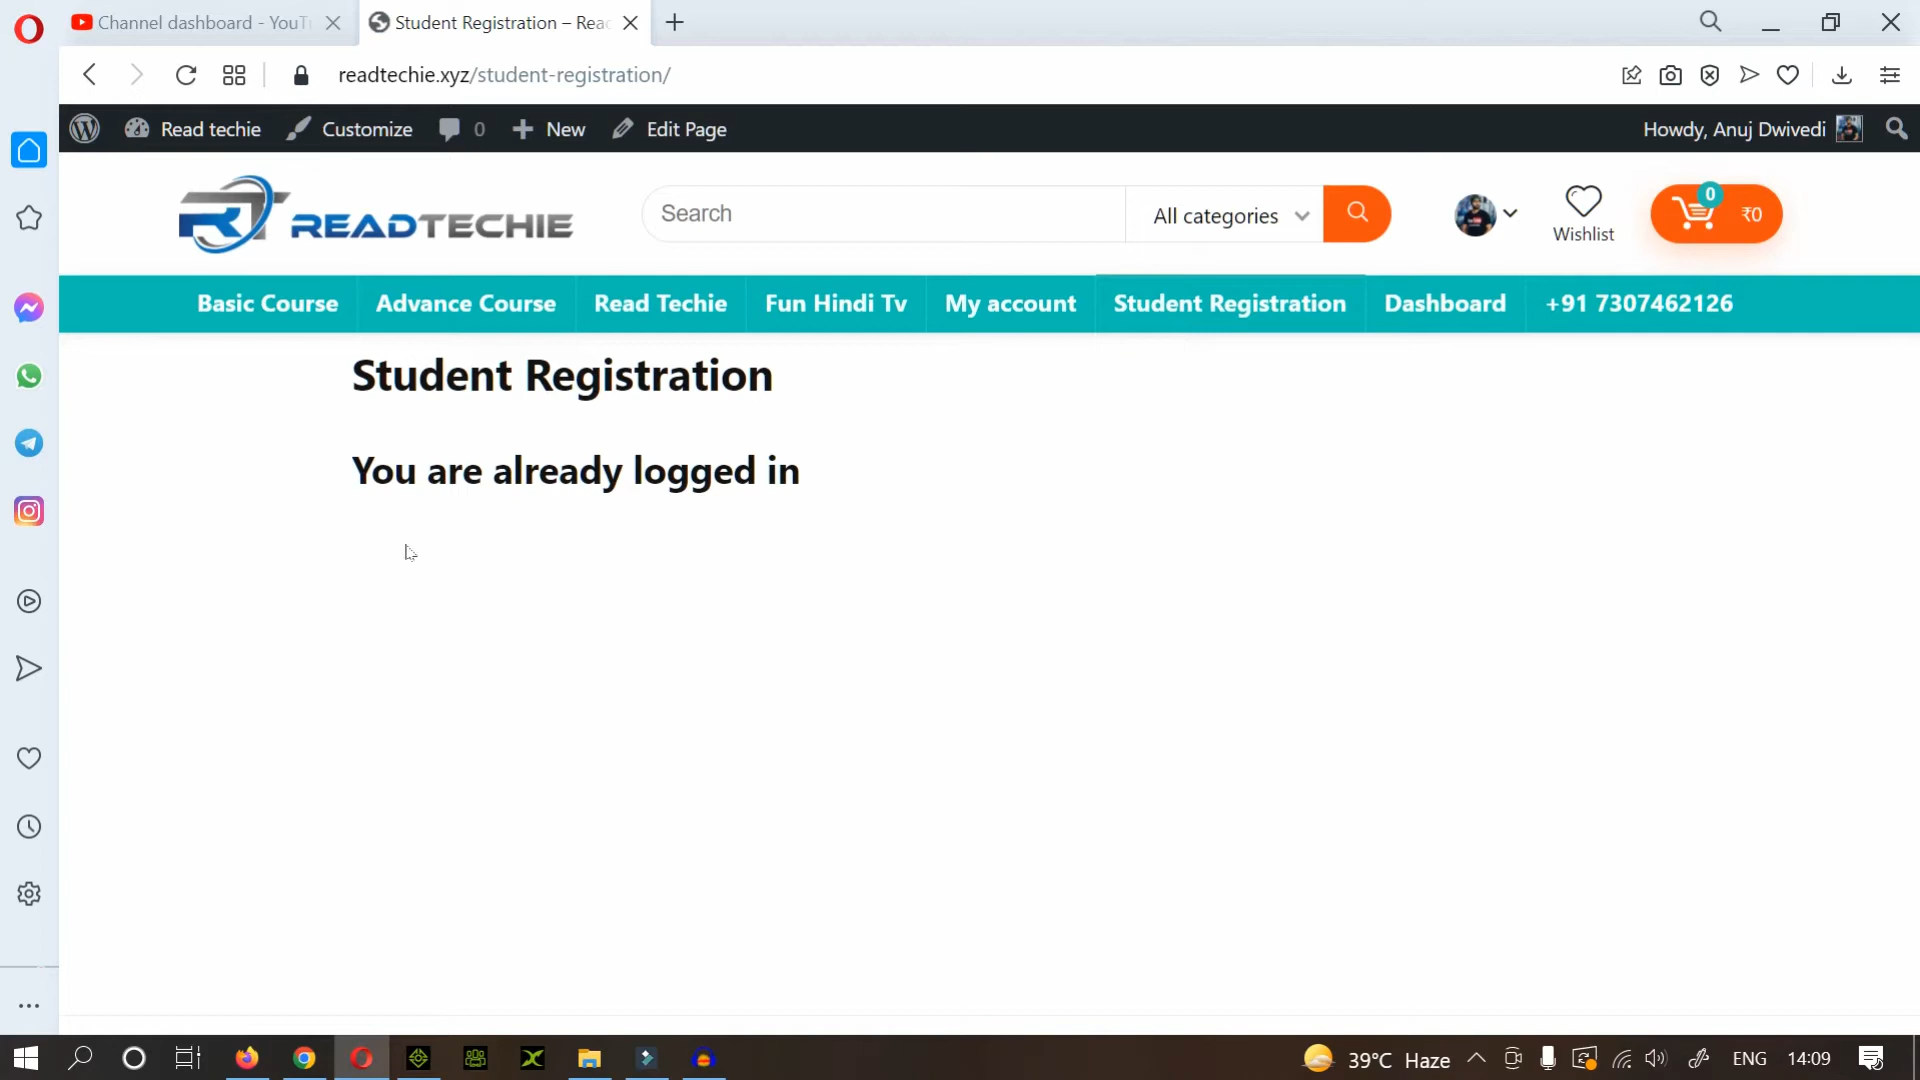 Channel dashboard - YouT
Student Registration – Rea
readtechie.xyz/student-registration/
Read techie
Customize
0
New
Edit Page
Howdy, Anuj Dwivedi
READTECHIE
Search
All categories
Wishlist
0
₹0
Basic Course
Advance Course
Read Techie
Fun Hindi Tv
My account
Student Registration
Dashboard
+91 7307462126
Student Registration
You are already logged in
39°C Haze
ENG
14:09